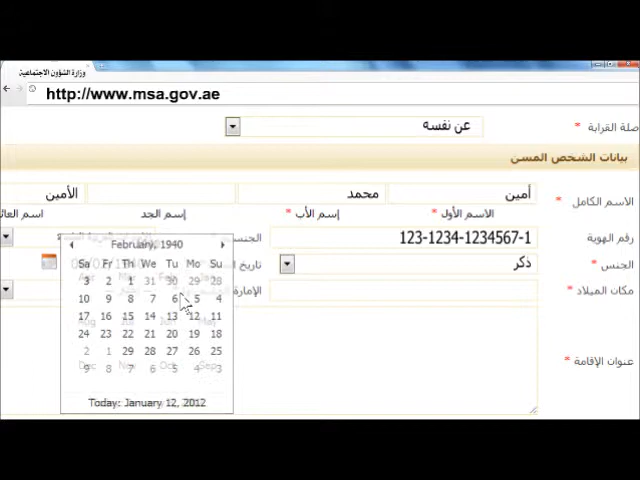 وزارة الشؤون الاجتماعية
http://www.msa.gov.ae
صلة القرابة * عن نفسه
بيانات الشخص المسن
الاسم الكامل * أمين محمد الأمين
الاسم الأول * إسم الأب * إسم الجد اسم العائ
رقم الهوية 123-1234-1234567-1 الجنسية
الجنس * ذكر تاريخ
مكان الميلاد * الإمارة
عنوان الإقامة *
February, 1940
Sa Fr Th We Tu Mo Su
3 2 1 31 30 29 28
10 9 8 7 6 5 4
17 16 15 14 13 12 11
24 23 22 21 20 19 18
2 1 29 28 27 26 25
9 8 7 6 5 4 3
Today: January 12, 2012